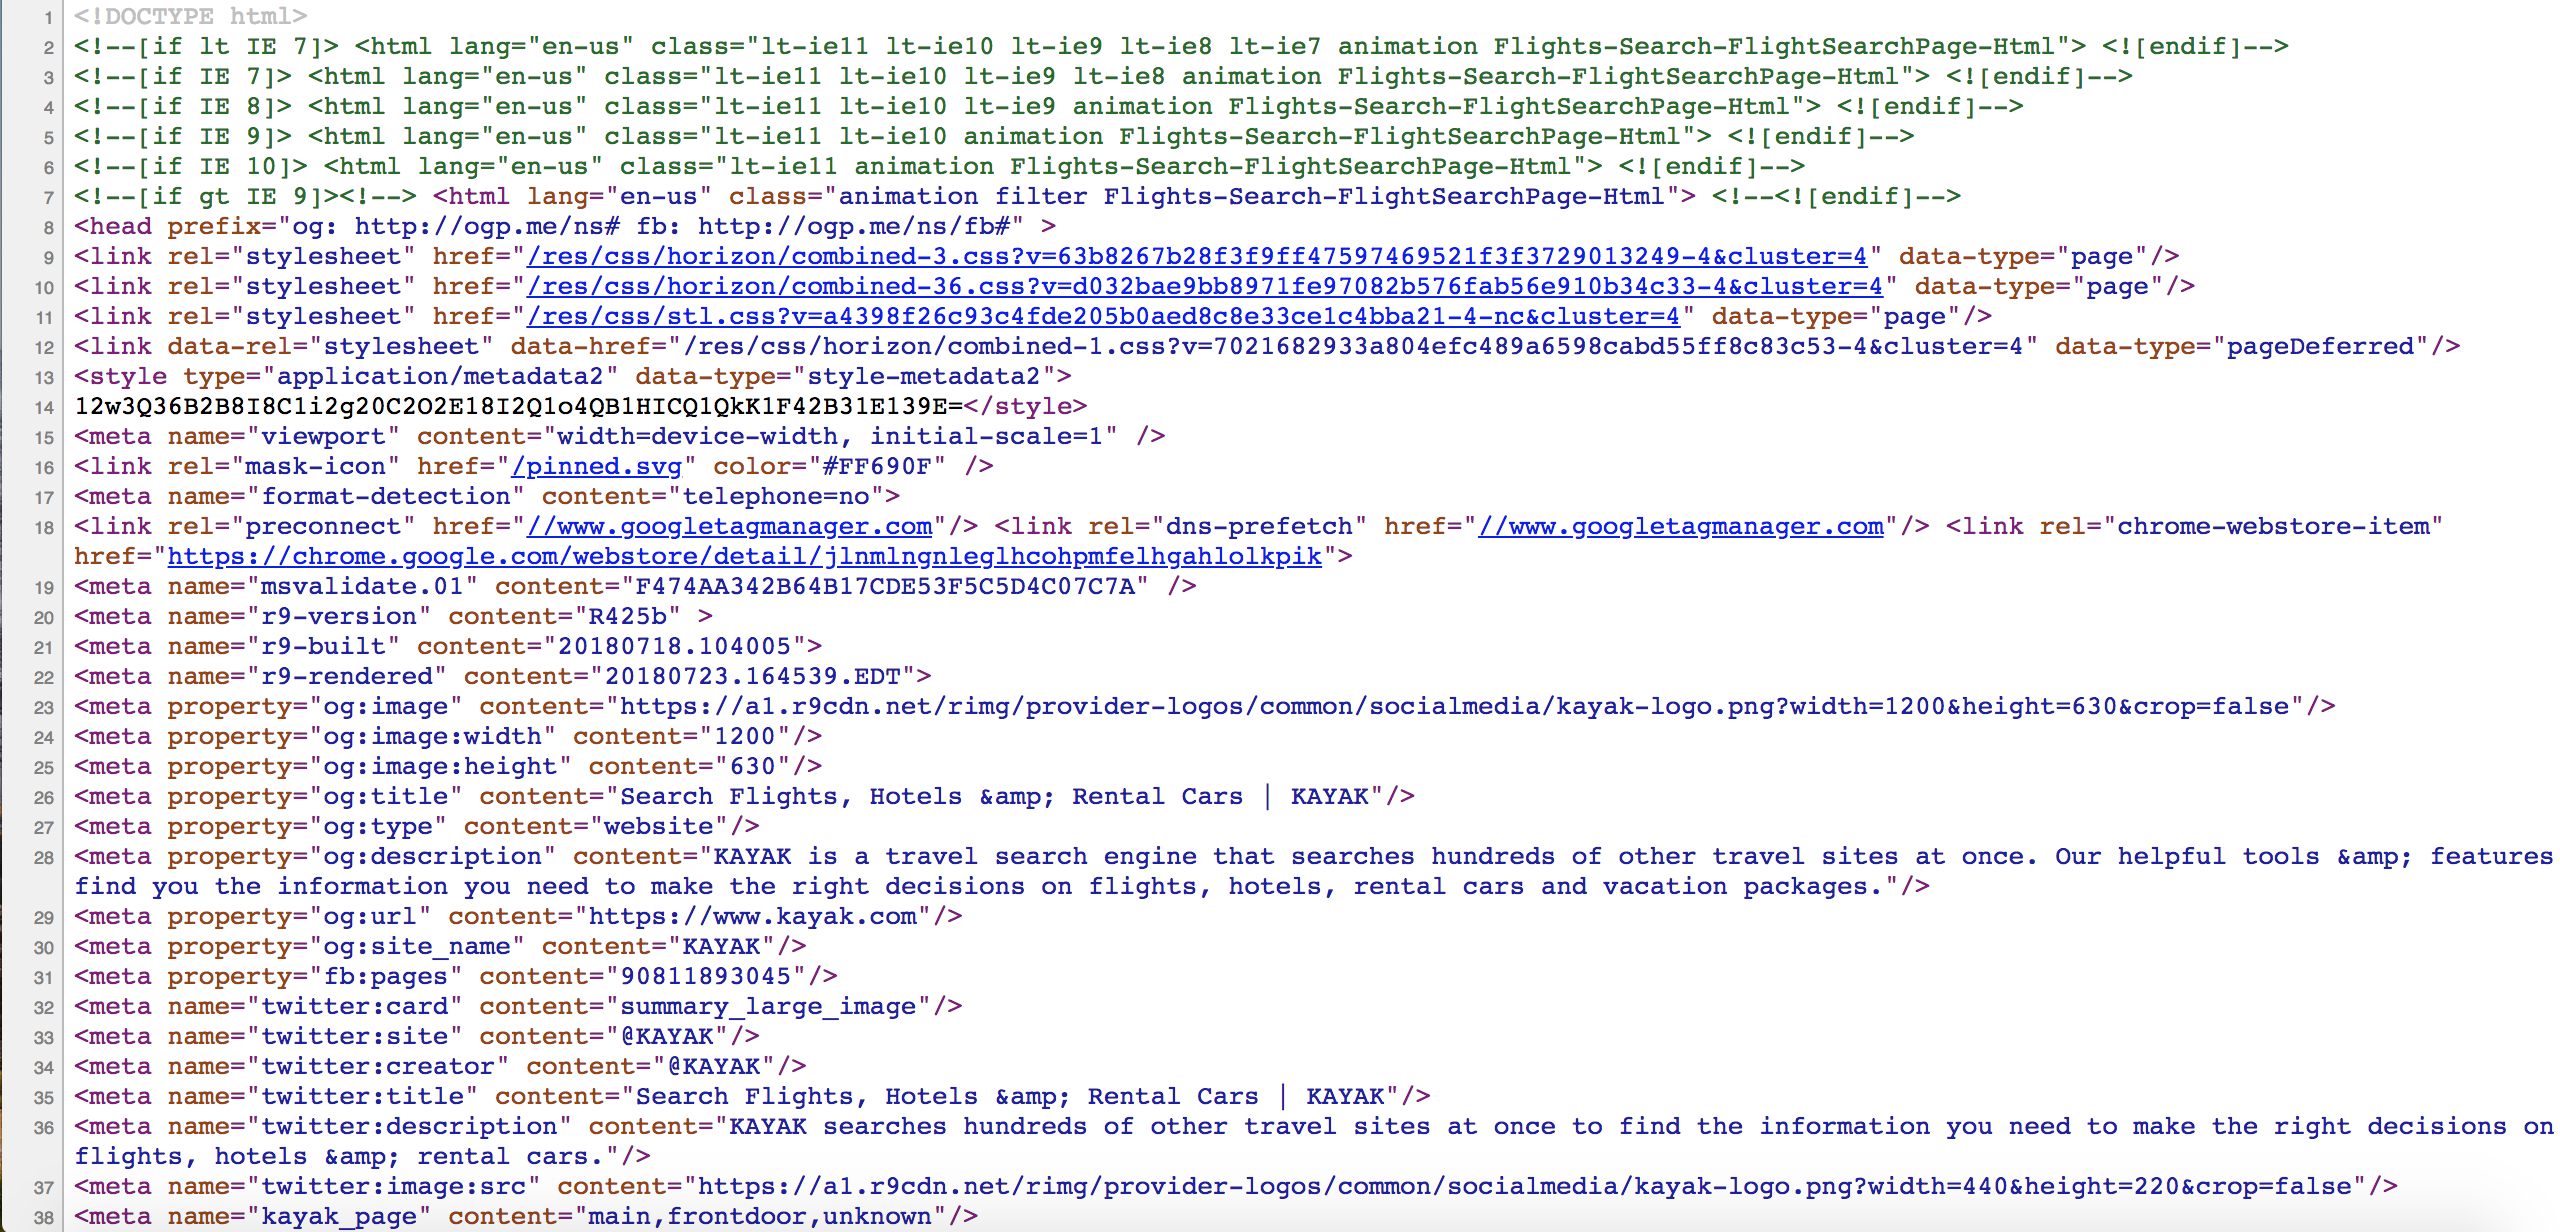 1 <!DOCTYPE html>
2 <!--[if lt IE 7]> <html lang="en-us" class="lt-ie11 lt-ie10 lt-ie9 lt-ie8 lt-ie7 animation Flights-Search-FlightSearchPage-Html"> <![endif]-->
3 <!--[if IE 7]> <html lang="en-us" class="lt-ie11 lt-ie10 lt-ie9 lt-ie8 animation Flights-Search-FlightSearchPage-Html"> <![endif]-->
4 <!--[if IE 8]> <html lang="en-us" class="lt-ie11 lt-ie10 lt-ie9 animation Flights-Search-FlightSearchPage-Html"> <![endif]-->
5 <!--[if IE 9]> <html lang="en-us" class="lt-ie11 lt-ie10 animation Flights-Search-FlightSearchPage-Html"> <![endif]-->
6 <!--[if IE 10]> <html lang="en-us" class="lt-ie11 animation Flights-Search-FlightSearchPage-Html"> <![endif]-->
7 <!--[if gt IE 9]><!--> <html lang="en-us" class="animation filter Flights-Search-FlightSearchPage-Html"> <!--<![endif]-->
8 <head prefix="og: http://ogp.me/ns# fb: http://ogp.me/ns/fb#" >
9 <link rel="stylesheet" href="/res/css/horizon/combined-3.css?v=63b8267b28f3f9ff47597469521f3f3729013249-4&cluster=4" data-type="page"/>
10 <link rel="stylesheet" href="/res/css/horizon/combined-36.css?v=d032bae9bb8971fe97082b576fab56e910b34c33-4&cluster=4" data-type="page"/>
11 <link rel="stylesheet" href="/res/css/stl.css?v=a4398f26c93c4fde205b0aed8c8e33ce1c4bba21-4-nc&cluster=4" data-type="page"/>
12 <link data-rel="stylesheet" data-href="/res/css/horizon/combined-1.css?v=7021682933a804efc489a6598cabd55ff8c83c53-4&cluster=4" data-type="pageDeferred"/>
13 <style type="application/metadata2" data-type="style-metadata2">
14 12w3Q36B2B8I8C1i2g20C2O2E18I2Q1o4QB1HICQ1QkK1F42B31E139E=</style>
15 <meta name="viewport" content="width=device-width, initial-scale=1" />
16 <link rel="mask-icon" href="/pinned.svg" color="#FF690F" />
17 <meta name="format-detection" content="telephone=no">
18 <link rel="preconnect" href="//www.googletagmanager.com"/> <link rel="dns-prefetch" href="//www.googletagmanager.com"/> <link rel="chrome-webstore-item"
href="https://chrome.google.com/webstore/detail/jlnmlngnleglhcohpmfelhgahlolkpik">
19 <meta name="msvalidate.01" content="F474AA342B64B17CDE53F5C5D4C07C7A" />
20 <meta name="r9-version" content="R425b" >
21 <meta name="r9-built" content="20180718.104005">
22 <meta name="r9-rendered" content="20180723.164539.EDT">
23 <meta property="og:image" content="https://a1.r9cdn.net/rimg/provider-logos/common/socialmedia/kayak-logo.png?width=1200&height=630&crop=false"/>
24 <meta property="og:image:width" content="1200"/>
25 <meta property="og:image:height" content="630"/>
26 <meta property="og:title" content="Search Flights, Hotels &amp; Rental Cars | KAYAK"/>
27 <meta property="og:type" content="website"/>
28 <meta property="og:description" content="KAYAK is a travel search engine that searches hundreds of other travel sites at once. Our helpful tools &amp; features
find you the information you need to make the right decisions on flights, hotels, rental cars and vacation packages."/>
29 <meta property="og:url" content="https://www.kayak.com"/>
30 <meta property="og:site_name" content="KAYAK"/>
31 <meta property="fb:pages" content="90811893045"/>
32 <meta name="twitter:card" content="summary_large_image"/>
33 <meta name="twitter:site" content="@KAYAK"/>
34 <meta name="twitter:creator" content="@KAYAK"/>
35 <meta name="twitter:title" content="Search Flights, Hotels &amp; Rental Cars | KAYAK"/>
36 <meta name="twitter:description" content="KAYAK searches hundreds of other travel sites at once to find the information you need to make the right decisions on
flights, hotels &amp; rental cars."/>
37 <meta name="twitter:image:src" content="https://a1.r9cdn.net/rimg/provider-logos/common/socialmedia/kayak-logo.png?width=440&height=220&crop=false"/>
38 <meta name="kayak_page" content="main,frontdoor,unknown"/>